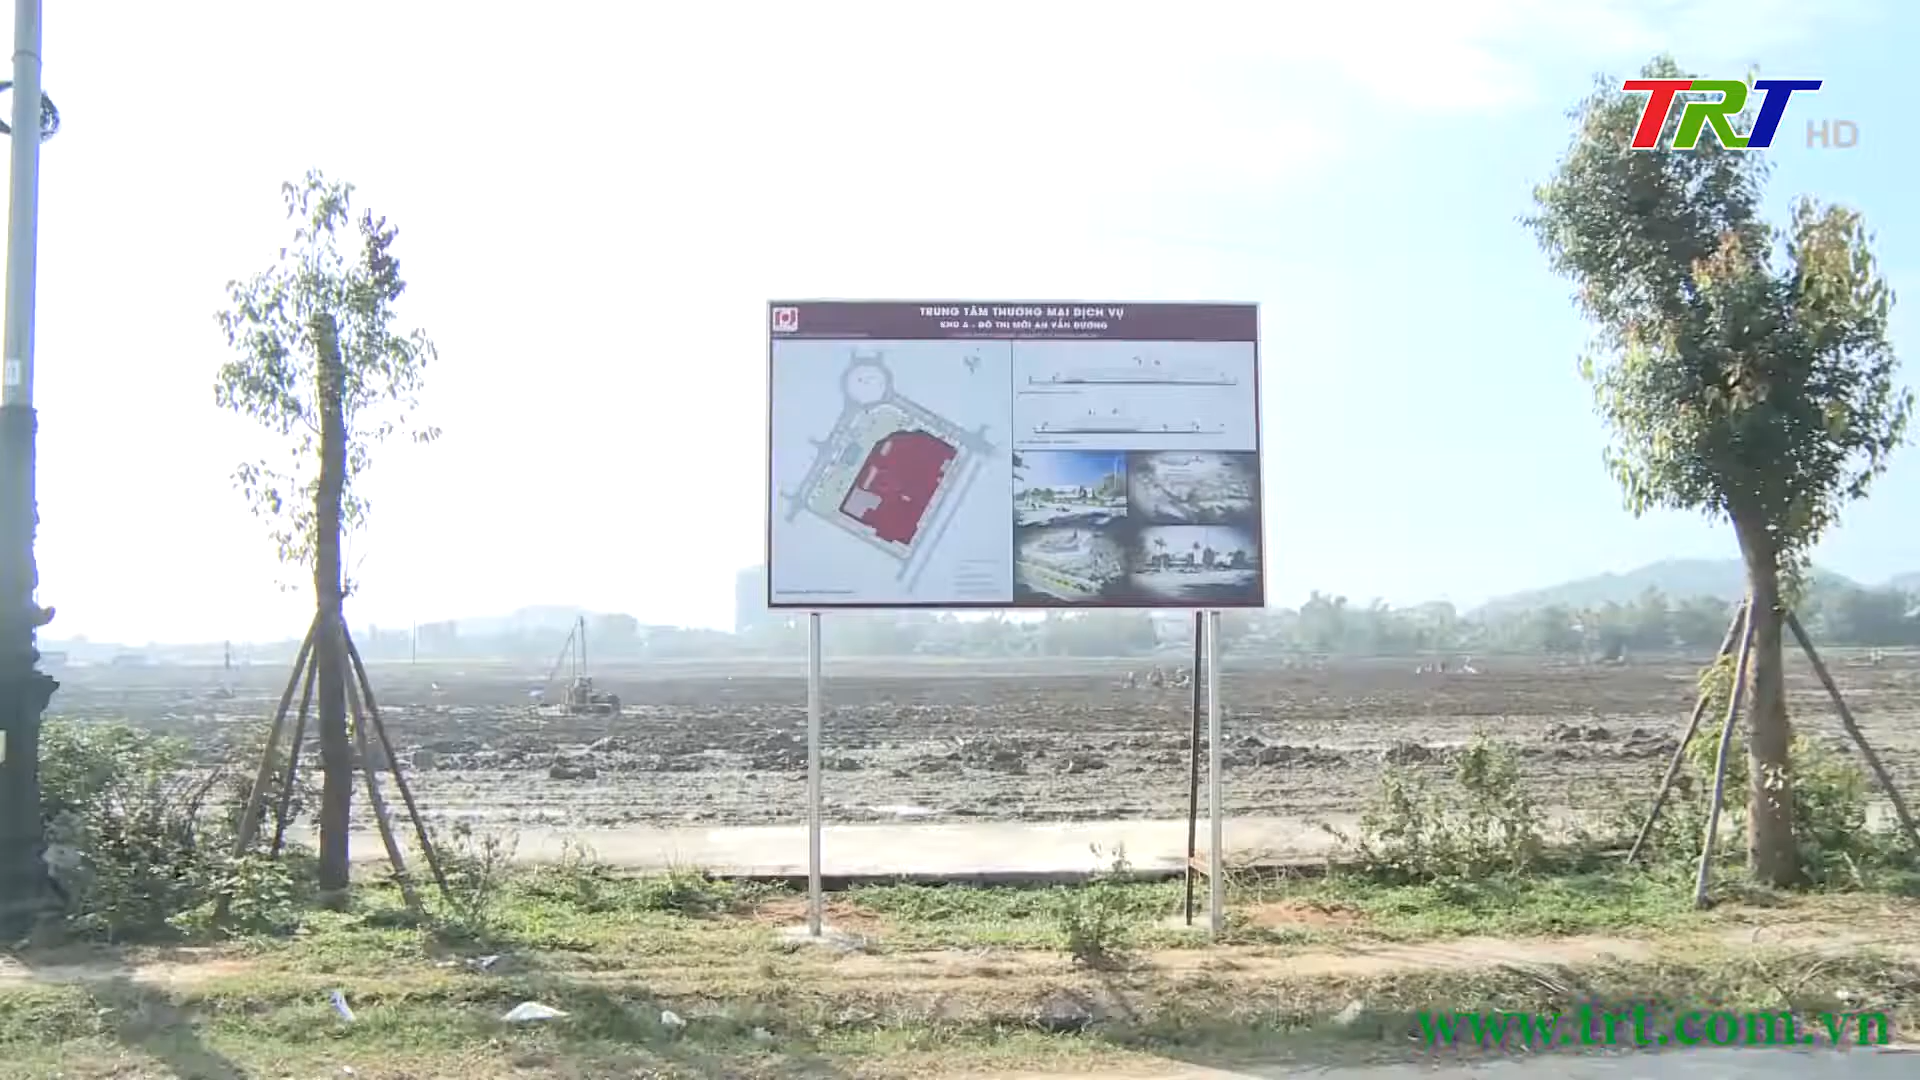 TRT HD
TRUNG TÂM THƯƠNG MẠI DỊCH VỤ
KHU A - ĐÔ THỊ MỚI AN VÂN DƯƠNG
www.trt.com.vn